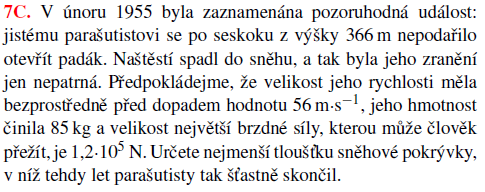 7C. V únoru 1955 byla zaznamenána pozoruhodná událost:
jistému parašutistovi se po seskoku z výšky 366 m nepodařilo
otevřít padák. Naštěstí spadl do sněhu, a tak byla jeho zranění
jen nepatrná. Předpokládejme, že velikost jeho rychlosti měla
bezprostředně před dopadem hodnotu 56 m·s⁻¹, jeho hmotnost
činila 85 kg a velikost největší brzdné síly, kterou může člověk
přežít, je 1,2·10⁵ N. Určete nejmenší tloušťku sněhové pokrývky,
v níž tehdy let parašutisty tak šťastně skončil.